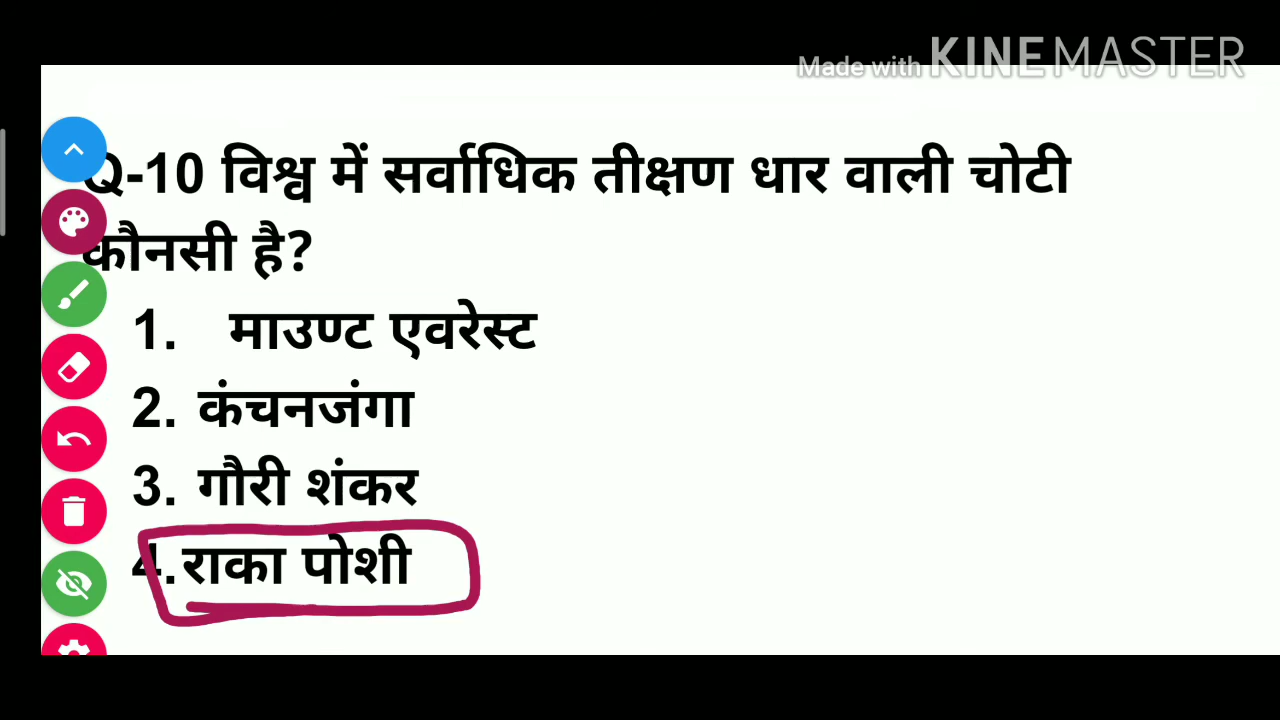 Made with KINEMASTER
Q-10 विश्व में सर्वाधिक तीक्षण धार वाली चोटी
कौनसी है?
1. माउण्ट एवरेस्ट
2. कंचनजंगा
3. गौरी शंकर
4.राका पोशी